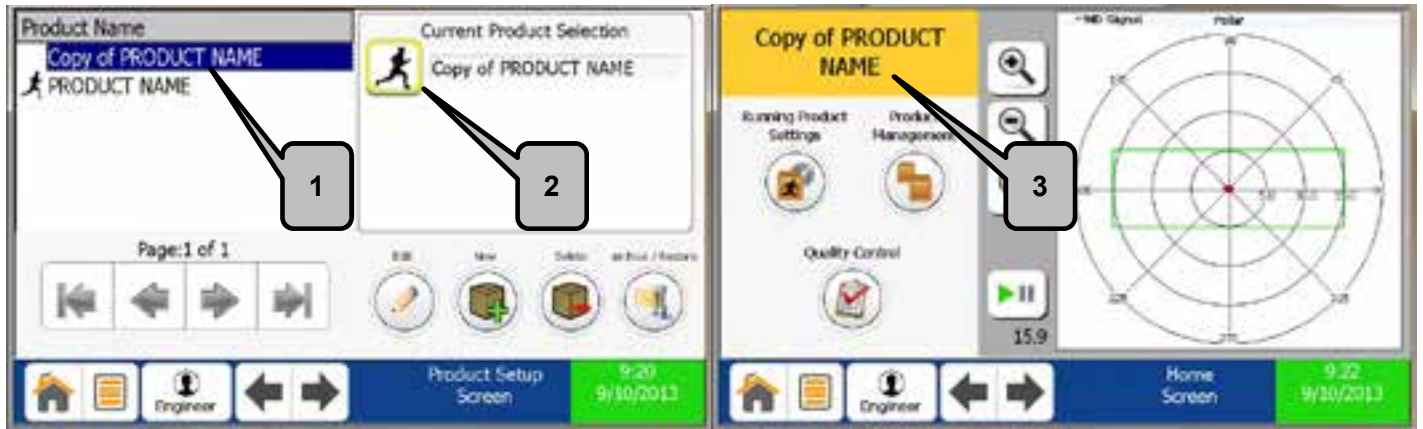 Product Name
Copy of PRODUCT NAME
PRODUCT NAME
Current Product Selection
Copy of PRODUCT NAME
1
2
Page:1 of 1
Edit
New
Delete
Engineer
Product Setup
Screen
9:20
9/10/2013
Copy of PRODUCT
NAME
Running Product
Settings
Management
3
Quality Control
15.9
Polar
Engineer
Home
Screen
9:22
9/10/2013